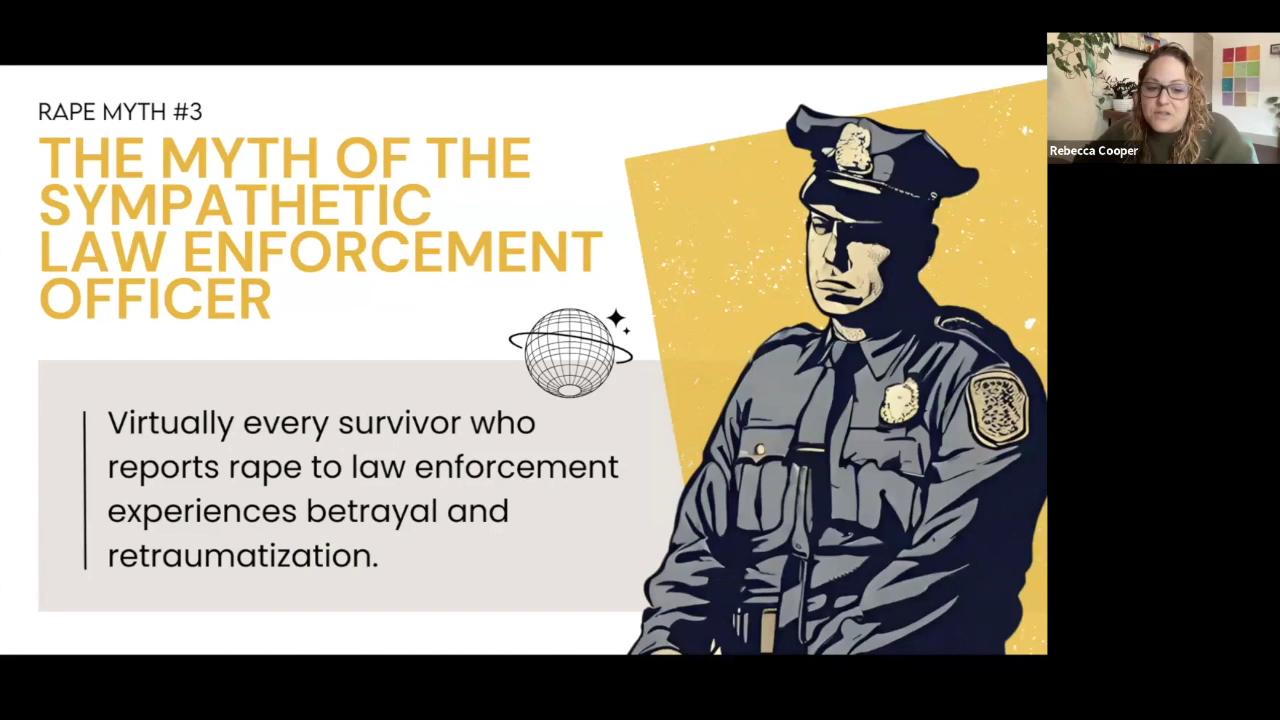 RAPE MYTH #3
THE MYTH OF THE
SYMPATHETIC
LAW ENFORCEMENT
OFFICER
Virtually every survivor who
reports rape to law enforcement
experiences betrayal and
retraumatization.
Rebecca Cooper